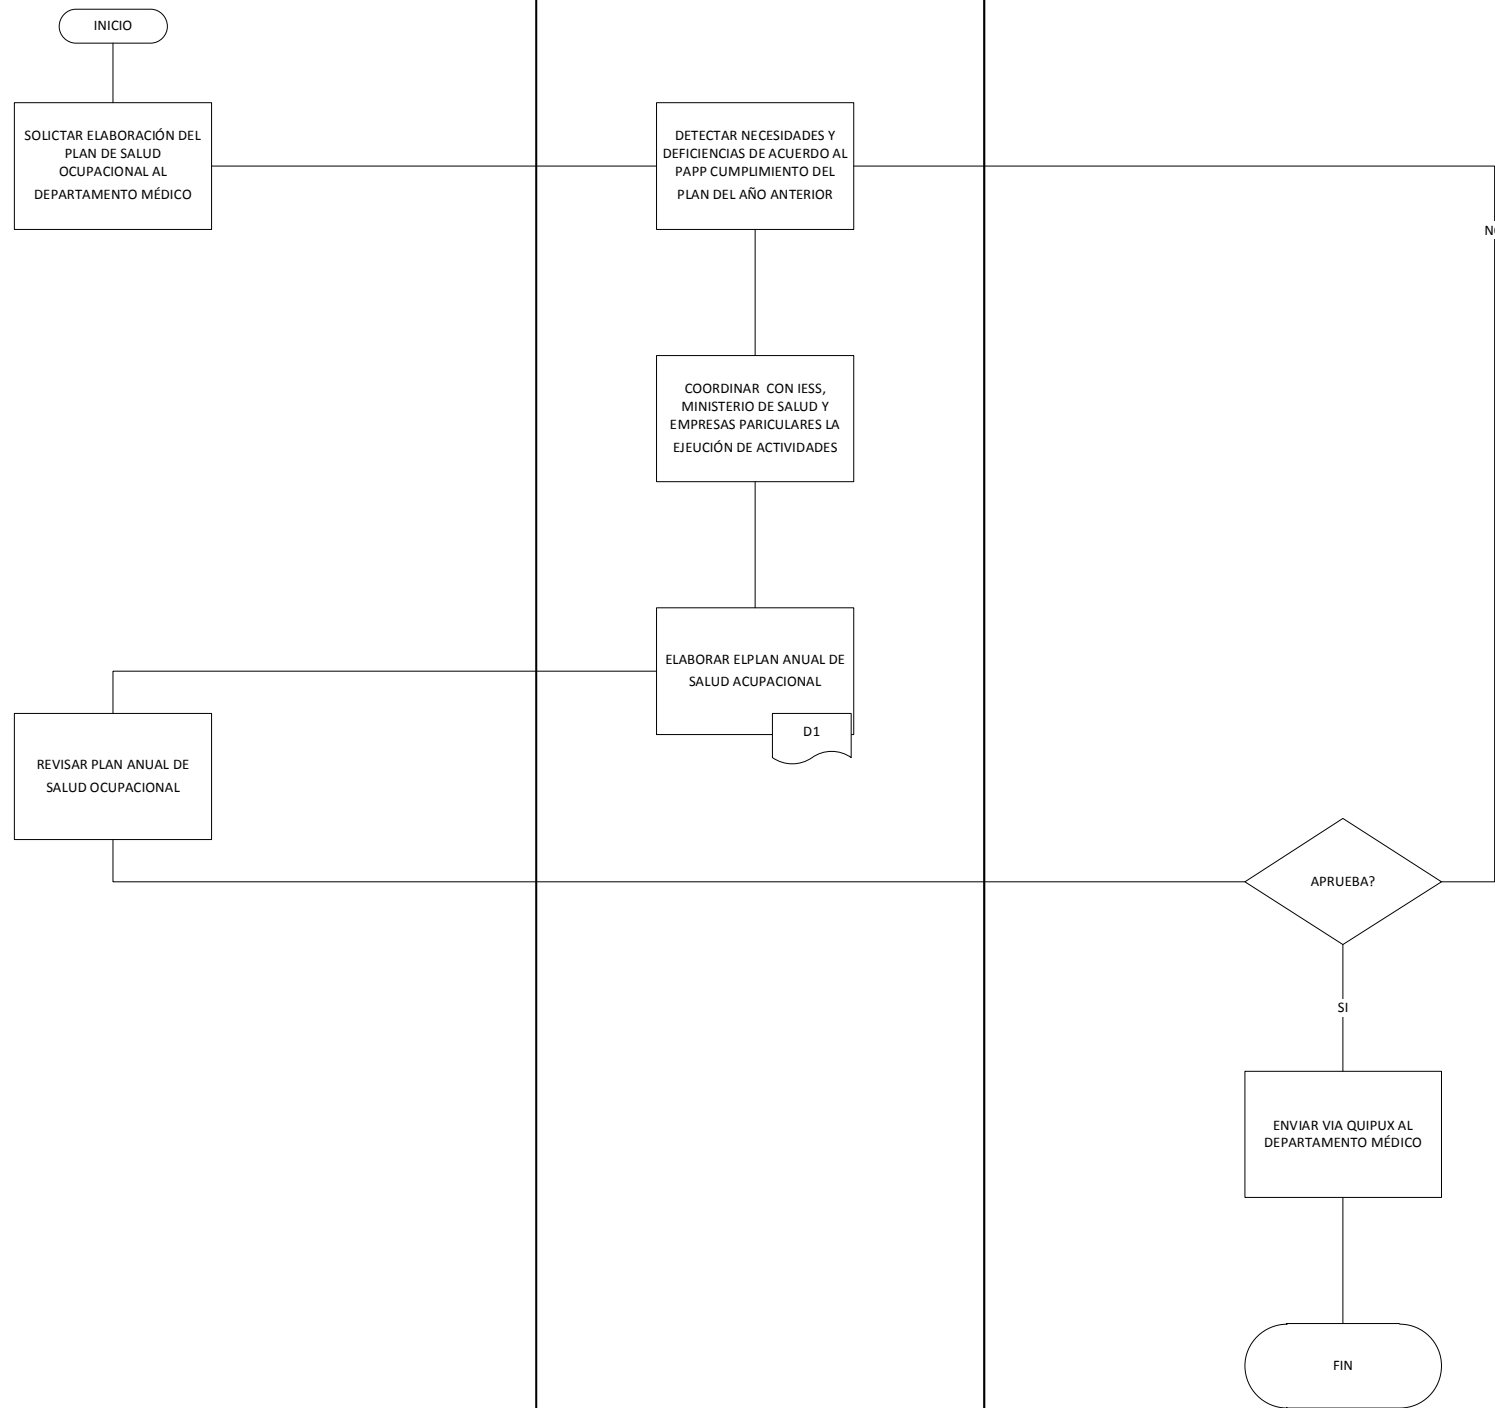 INICIO
SOLICTAR ELABORACIÓN DEL
PLAN DE SALUD
OCUPACIONAL AL
DEPARTAMENTO MÉDICO
DETECTAR NECESIDADES Y
DEFICIENCIAS DE ACUERDO AL
PAPP CUMPLIMIENTO DEL
PLAN DEL AÑO ANTERIOR
COORDINAR  CON IESS,
MINISTERIO DE SALUD Y
EMPRESAS PARICULARES LA
EJEUCIÓN DE ACTIVIDADES
ELABORAR ELPLAN ANUAL DE
SALUD ACUPACIONAL
D1
REVISAR PLAN ANUAL DE
SALUD OCUPACIONAL
APRUEBA?
SI
ENVIAR VIA QUIPUX AL
DEPARTAMENTO MÉDICO
FIN